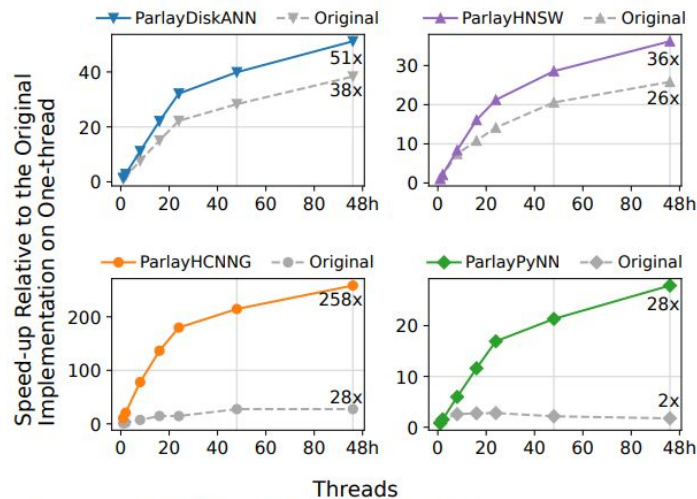 ParlayDiskANN Original
ParlayHNSW Original
40
20
0
51x
38x
0 20 40 60 80 48h
30
20
10
0
36x
26x
0 20 40 60 80 48h
Speed-up Relative to the Original
Implementation on One-thread
ParlayHCNNG Original
ParlayPyNN Original
200
100
0
258x
28x
0 20 40 60 80 48h
20
10
0
28x
2x
0 20 40 60 80 48h
Threads